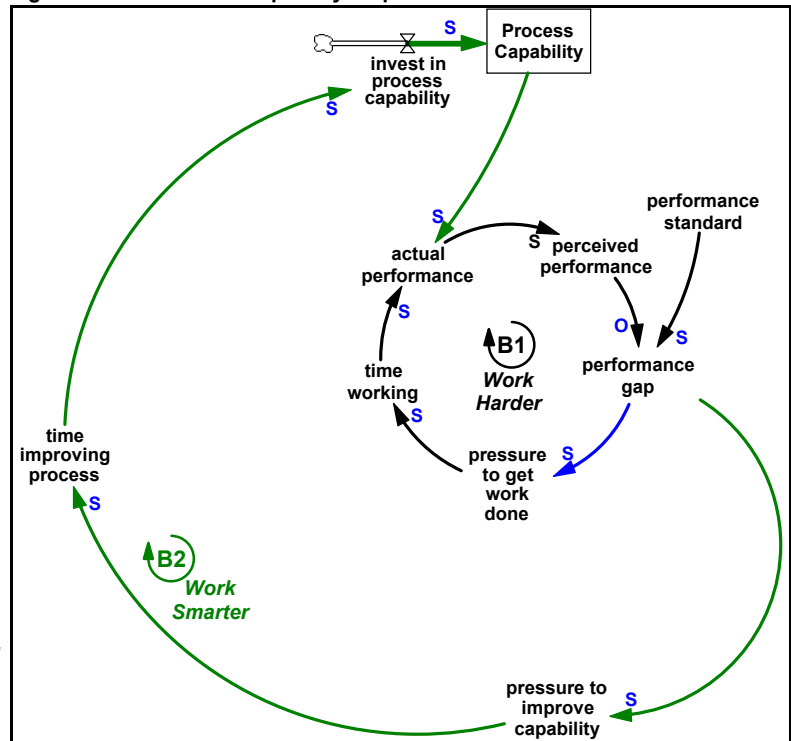 S
Process
Capability
invest in
process
capability
S
S
performance
standard
S
perceived
performance
actual
performance
O
S
S
B1
Work
Harder
performance
gap
time
working
S
S
pressure
to get
work
done
time
improving
process
S
B2
Work
Smarter
pressure to
improve
capability
S